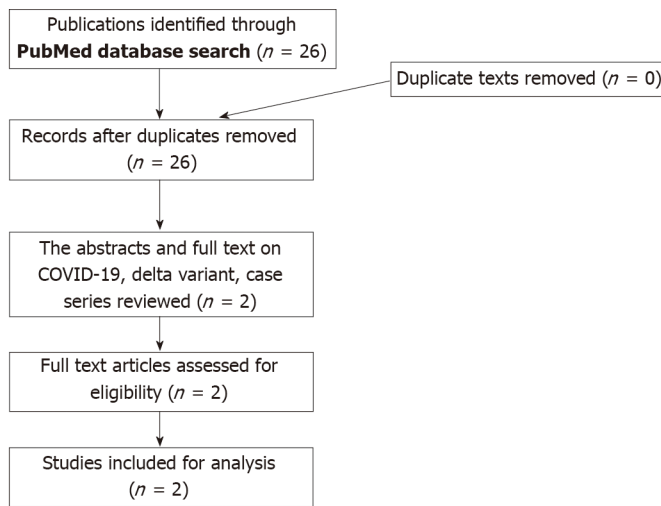 Publications identified through
PubMed database search (n = 26)
Duplicate texts removed (n = 0)
Records after duplicates removed
(n = 26)
The abstracts and full text on
COVID-19, delta variant, case
series reviewed (n = 2)
Full text articles assessed for
eligibility (n = 2)
Studies included for analysis
(n = 2)